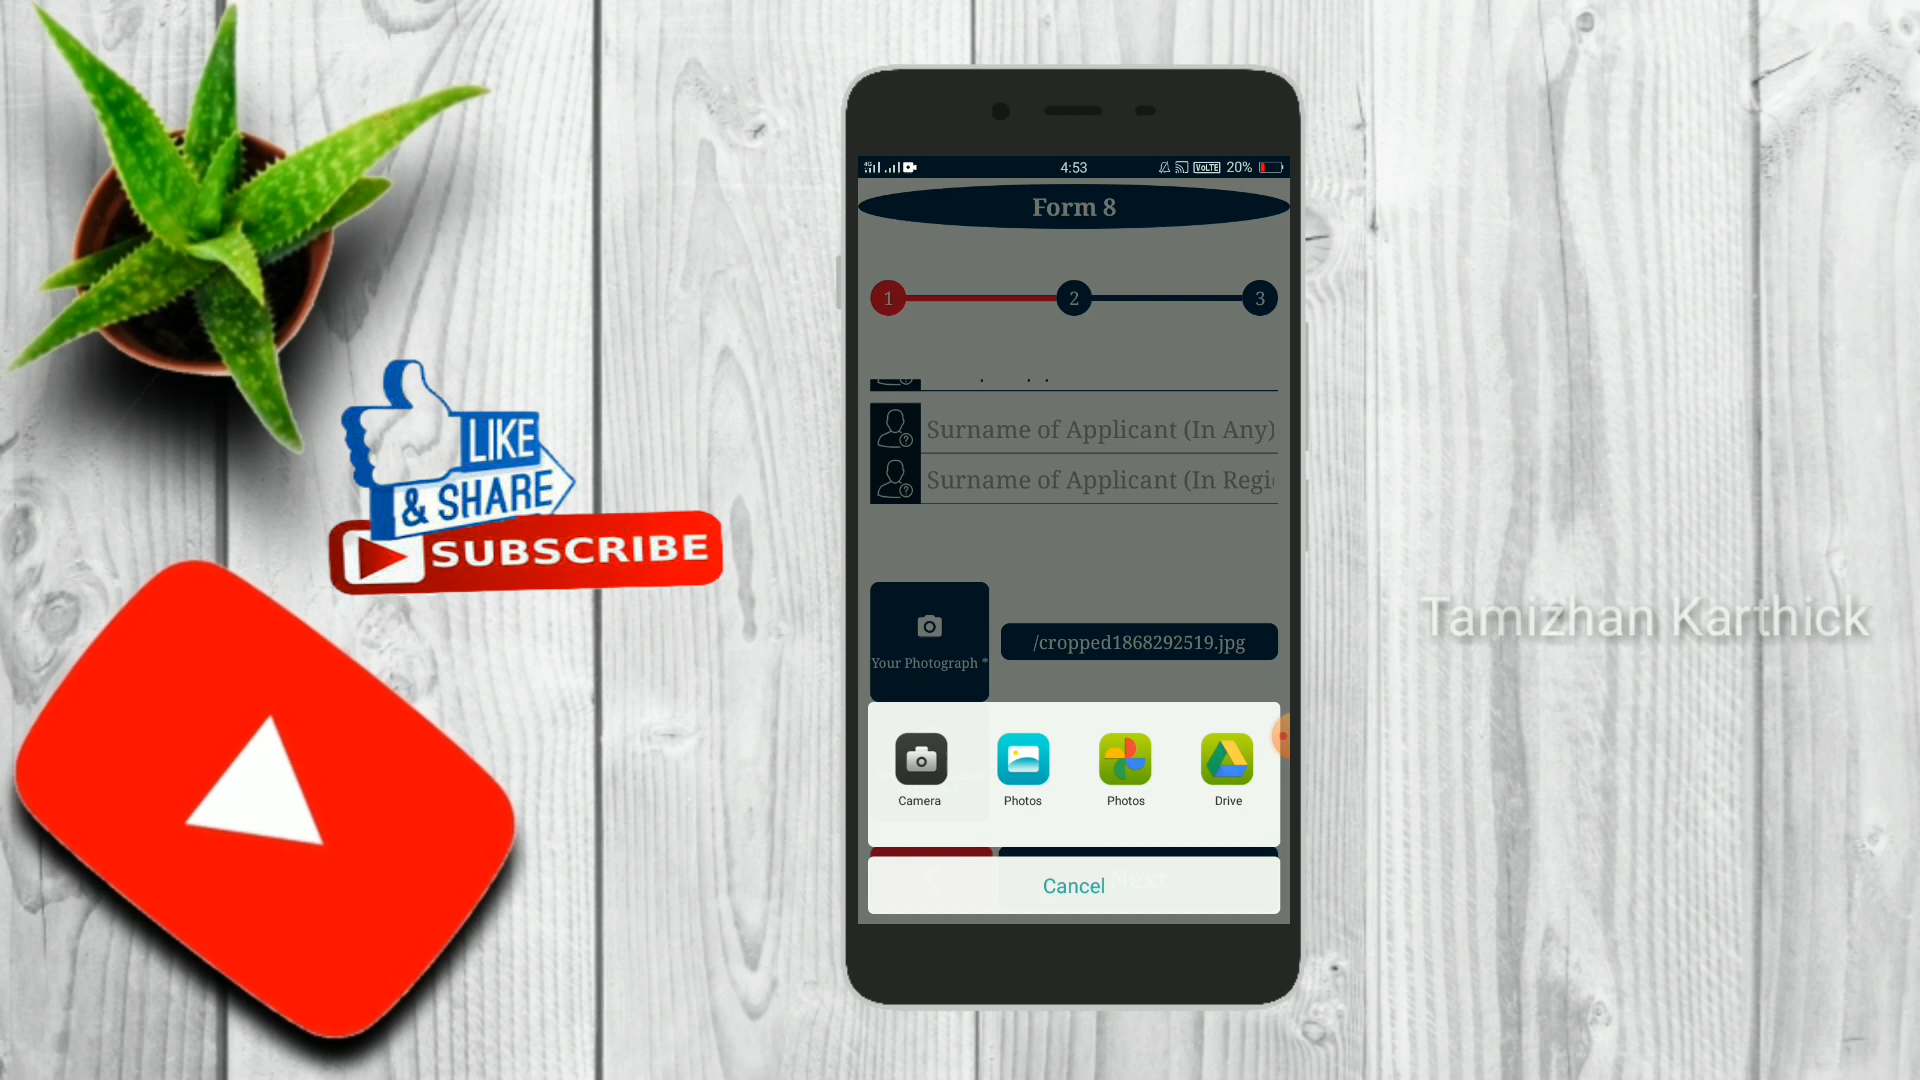 4G
4:53
VoLTE
20%
Form 8
1
2
3
Surname of Applicant (In Any)
Surname of Applicant (In Regi
LIKE
& SHARE
SUBSCRIBE
Your Photograph *
/cropped1868292519.jpg
Tamizhan Karthick
Camera
Photos
Photos
Drive
Next
Cancel